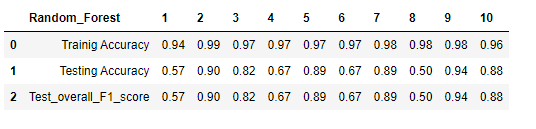 Random_Forest 1 2 3 4 5 6 7 8 9 10
0 Trainig Accuracy 0.94 0.99 0.97 0.97 0.97 0.97 0.98 0.98 0.98 0.96
1 Testing Accuracy 0.57 0.90 0.82 0.67 0.89 0.67 0.89 0.50 0.94 0.88
2 Test_overall_F1_score 0.57 0.90 0.82 0.67 0.89 0.67 0.89 0.50 0.94 0.88